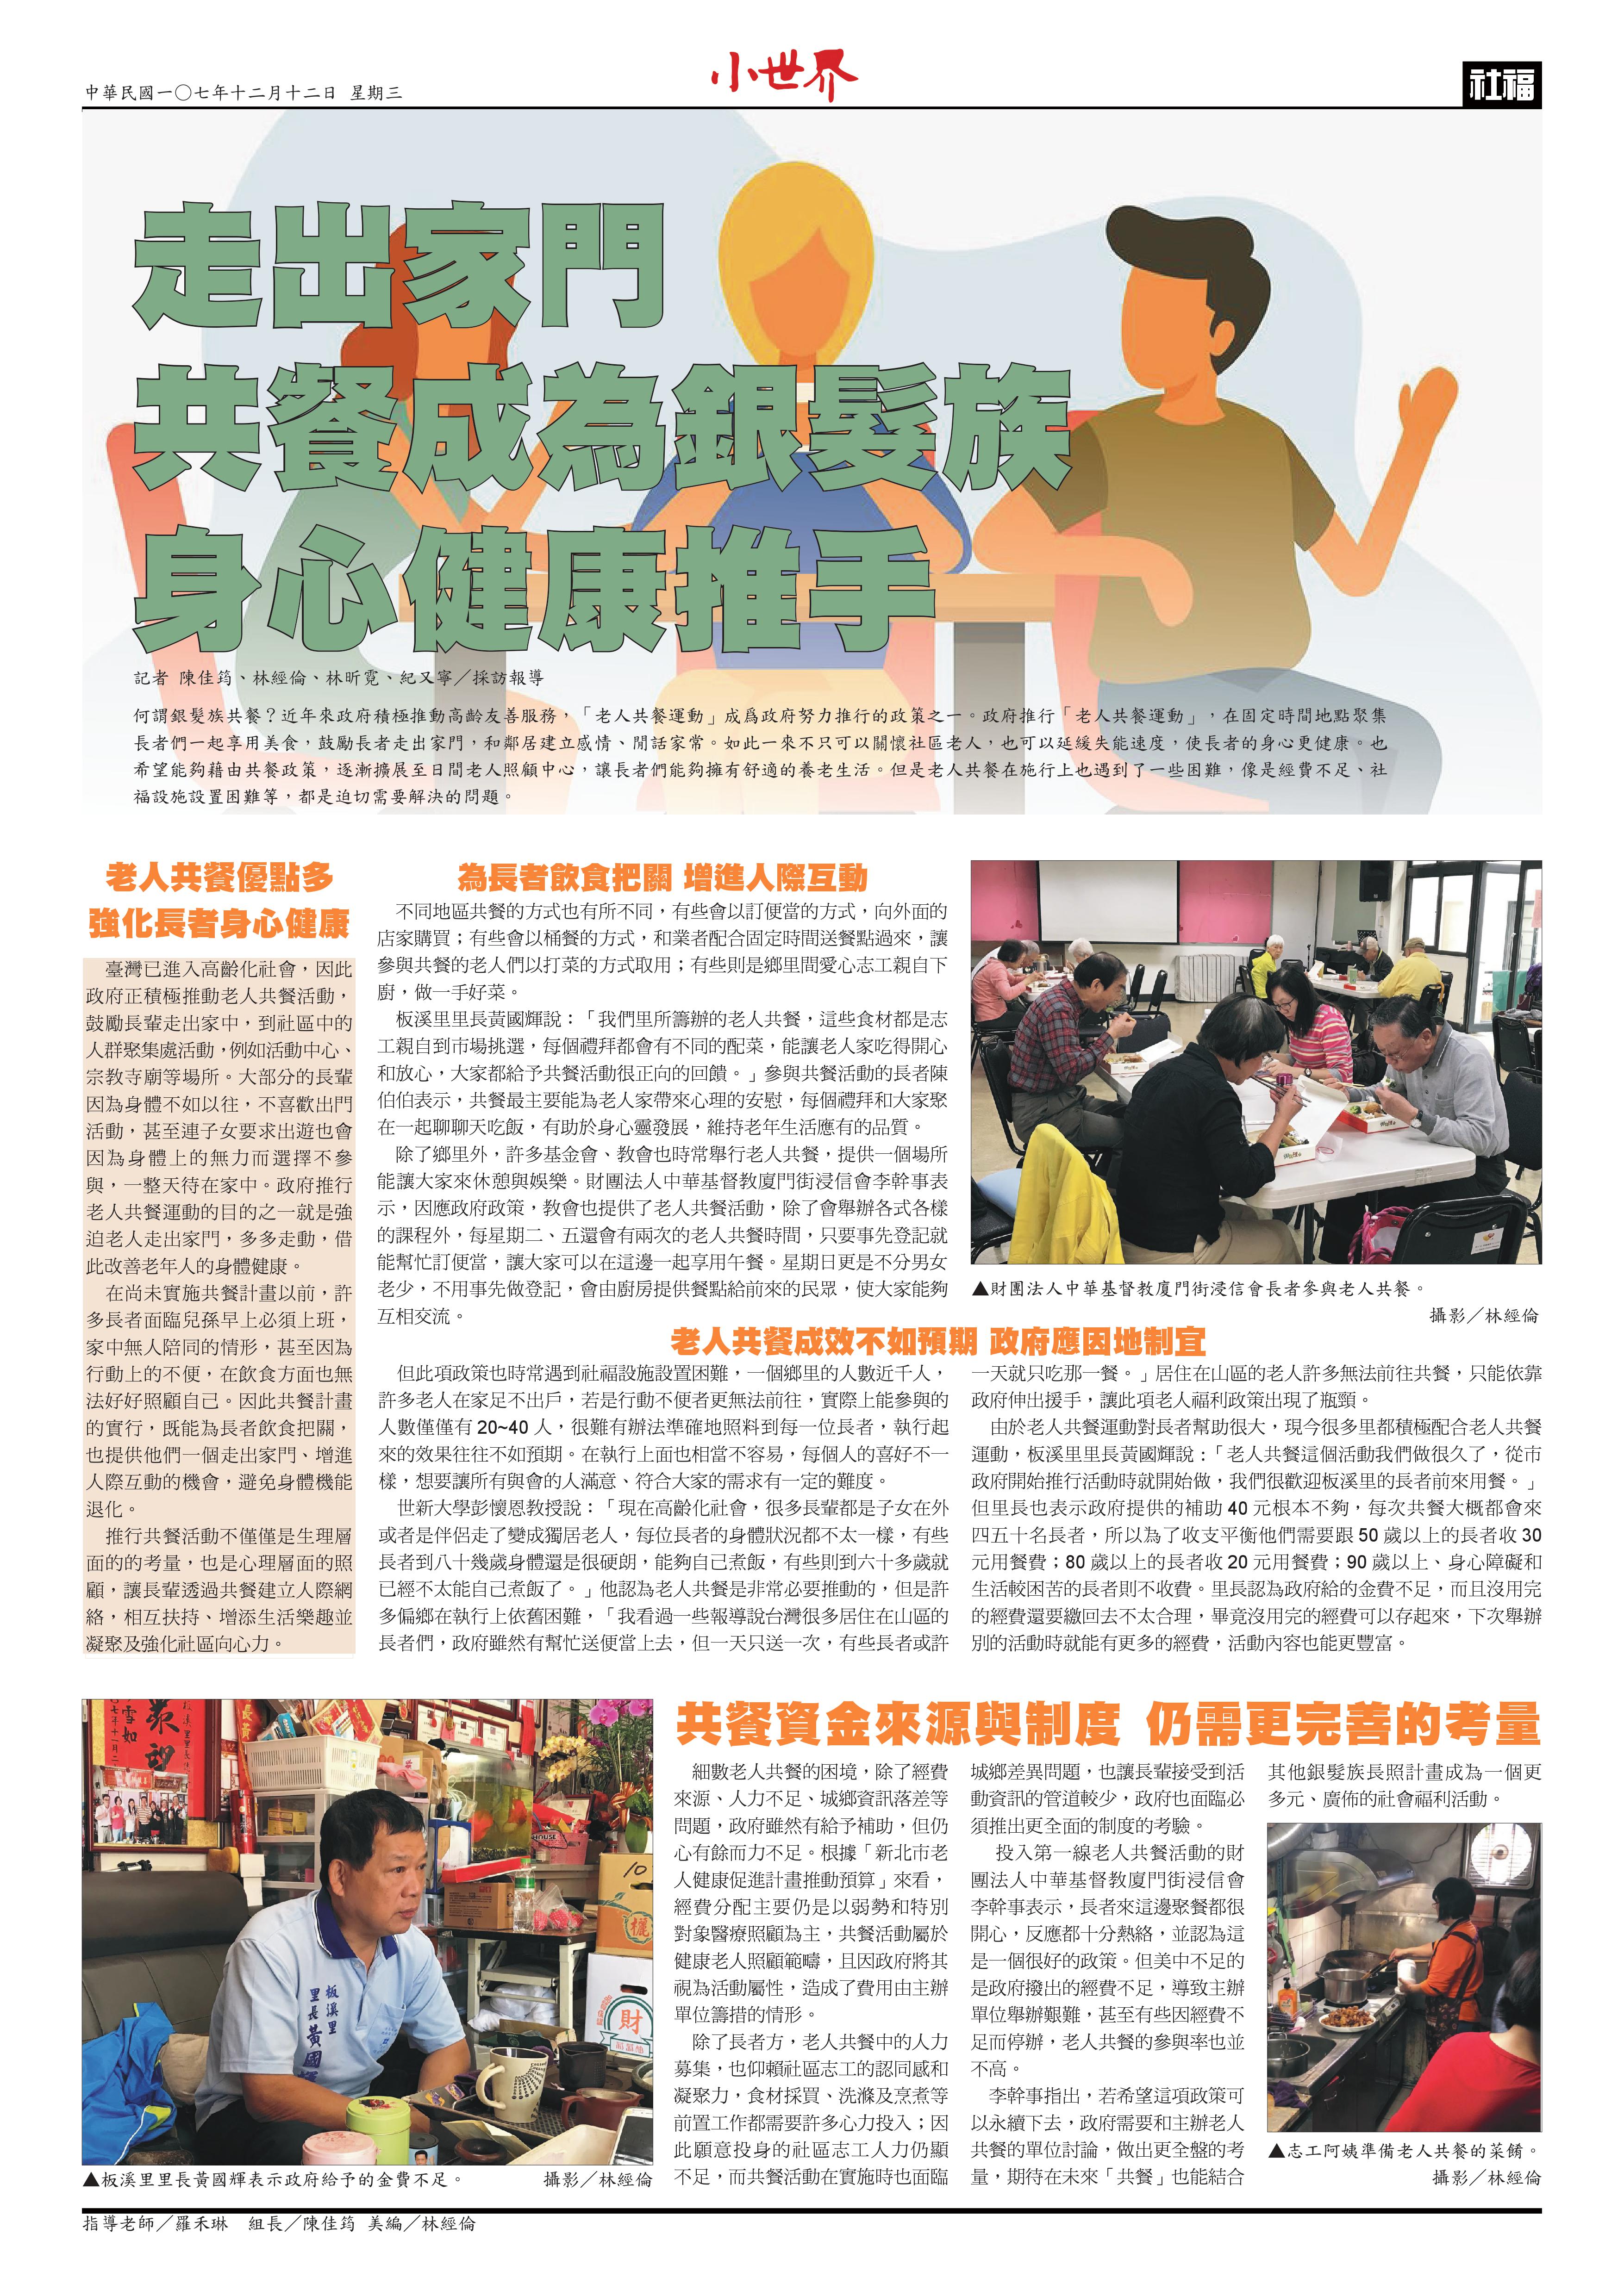 中華民國一○七年十二月十二日 星期三
小世界
社福
走出家門
共餐成為銀髮族
身心健康推手
記者 陳佳筠、林經倫、林昕霓、紀又寧／採訪報導
何謂銀髮族共餐？近年來政府積極推動高齡友善服務，「老人共餐運動」成為政府努力推行的政策之一。政府推行「老人共餐運動」，在固定時間地點聚集
長者們一起享用美食，鼓勵長者走出家門，和鄰居建立感情、閒話家常。如此一來不只可以關懷社區老人，也可以延緩失能速度，使長者的身心更健康。也
希望能夠藉由共餐政策，逐漸擴展至日間老人照顧中心，讓長者們能夠擁有舒適的養老生活。但是老人共餐在施行上也遇到了一些困難，像是經費不足、社
福設施設置困難等，都是迫切需要解決的問題。
老人共餐優點多
強化長者身心健康
臺灣已進入高齡化社會，因此
政府正積極推動老人共餐活動，
鼓勵長輩走出家中，到社區中的
人群聚集處活動，例如活動中心、
宗教寺廟等場所。大部分的長輩
因為身體不如以往，不喜歡出門
活動，甚至連子女要求出遊也會
因為身體上的無力而選擇不參
與，一整天待在家中。政府推行
老人共餐運動的目的之一就是強
迫老人走出家門，多多走動，借
此改善老年人的身體健康。
在尚未實施共餐計畫以前，許
多長者面臨兒孫早上必須上班，
家中無人陪同的情形，甚至因為
行動上的不便，在飲食方面也無
法好好照顧自己。因此共餐計畫
的實行，既能為長者飲食把關，
也提供他們一個走出家門、增進
人際互動的機會，避免身體機能
退化。
推行共餐活動不僅僅是生理層
面的的考量，也是心理層面的照
顧，讓長輩透過共餐建立人際網
絡，相互扶持、增添生活樂趣並
凝聚及強化社區向心力。
為長者飲食把關 增進人際互動
不同地區共餐的方式也有所不同，有些會以訂便當的方式，向外面的
店家購買；有些會以桶餐的方式，和業者配合固定時間送餐點過來，讓
參與共餐的老人們以打菜的方式取用；有些則是鄉里間愛心志工親自下
廚，做一手好菜。
板溪里里長黃國輝說：「我們里所籌辦的老人共餐，這些食材都是志
工親自到市場挑選，每個禮拜都會有不同的配菜，能讓老人家吃得開心
和放心，大家都給予共餐活動很正向的回饋。」參與共餐活動的長者陳
伯伯表示，共餐最主要能為老人家帶來心理的安慰，每個禮拜和大家聚
在一起聊聊天吃飯，有助於身心靈發展，維持老年生活應有的品質。
除了鄉里外，許多基金會、教會也時常舉行老人共餐，提供一個場所
能讓大家來休憩與娛樂。財團法人中華基督教廈門街浸信會李幹事表
示，因應政府政策，教會也提供了老人共餐活動，除了會舉辦各式各樣
的課程外，每星期二、五還會有兩次的老人共餐時間，只要事先登記就
能幫忙訂便當，讓大家可以在這邊一起享用午餐。星期日更是不分男女
老少，不用事先做登記，會由廚房提供餐點給前來的民眾，使大家能夠
互相交流。
▲財團法人中華基督教廈門街浸信會長者參與老人共餐。
攝影／林經倫
老人共餐成效不如預期 政府應因地制宜
但此項政策也時常遇到社福設施設置困難，一個鄉里的人數近千人，
許多老人在家足不出戶，若是行動不便者更無法前往，實際上能參與的
人數僅僅有 20~40 人，很難有辦法準確地照料到每一位長者，執行起
來的效果往往不如預期。在執行上面也相當不容易，每個人的喜好不一
樣，想要讓所有與會的人滿意、符合大家的需求有一定的難度。
世新大學彭懷恩教授說：「現在高齡化社會，很多長輩都是子女在外
或者是伴侶走了變成獨居老人，每位長者的身體狀況都不太一樣，有些
長者到八十幾歲身體還是很硬朗，能夠自己煮飯，有些則到六十多歲就
已經不太能自己煮飯了。」他認為老人共餐是非常必要推動的，但是許
多偏鄉在執行上依舊困難，「我看過一些報導說台灣很多居住在山區的
長者們，政府雖然有幫忙送便當上去，但一天只送一次，有些長者或許
一天就只吃那一餐。」居住在山區的老人許多無法前往共餐，只能依靠
政府伸出援手，讓此項老人福利政策出現了瓶頸。
由於老人共餐運動對長者幫助很大，現今很多里都積極配合老人共餐
運動，板溪里里長黃國輝說：「老人共餐這個活動我們做很久了，從市
政府開始推行活動時就開始做，我們很歡迎板溪里的長者前來用餐。」
但里長也表示政府提供的補助 40 元根本不夠，每次共餐大概都會來
四五十名長者，所以為了收支平衡他們需要跟 50 歲以上的長者收 30
元用餐費；80 歲以上的長者收 20 元用餐費；90 歲以上、身心障礙和
生活較困苦的長者則不收費。里長認為政府給的金費不足，而且沒用完
的經費還要繳回去不太合理，畢竟沒用完的經費可以存起來，下次舉辦
別的活動時就能有更多的經費，活動內容也能更豐富。
板溪里
里長 黃國輝
財
▲板溪里里長黃國輝表示政府給予的金費不足。 攝影／林經倫
共餐資金來源與制度 仍需更完善的考量
細數老人共餐的困境，除了經費
來源、人力不足、城鄉資訊落差等
問題，政府雖然有給予補助，但仍
心有餘而力不足。根據「新北市老
人健康促進計畫推動預算」來看，
經費分配主要仍是以弱勢和特別
對象醫療照顧為主，共餐活動屬於
健康老人照顧範疇，且因政府將其
視為活動屬性，造成了費用由主辦
單位籌措的情形。
除了長者方，老人共餐中的人力
募集，也仰賴社區志工的認同感和
凝聚力，食材採買、洗滌及烹煮等
前置工作都需要許多心力投入；因
此願意投身的社區志工人力仍顯
不足，而共餐活動在實施時也面臨
城鄉差異問題，也讓長輩接受到活
動資訊的管道較少，政府也面臨必
須推出更全面的制度的考驗。
投入第一線老人共餐活動的財
團法人中華基督教廈門街浸信會
李幹事表示，長者來這邊聚餐都很
開心，反應都十分熱絡，並認為這
是一個很好的政策。但美中不足的
是政府撥出的經費不足，導致主辦
單位舉辦艱難，甚至有些因經費不
足而停辦，老人共餐的參與率也並
不高。
李幹事指出，若希望這項政策可
以永續下去，政府需要和主辦老人
共餐的單位討論，做出更全盤的考
量，期待在未來「共餐」也能結合
其他銀髮族長照計畫成為一個更
多元、廣佈的社會福利活動。
▲志工阿姨準備老人共餐的菜餚。
攝影／林經倫
指導老師／羅禾琳 組長／陳佳筠 美編／林經倫